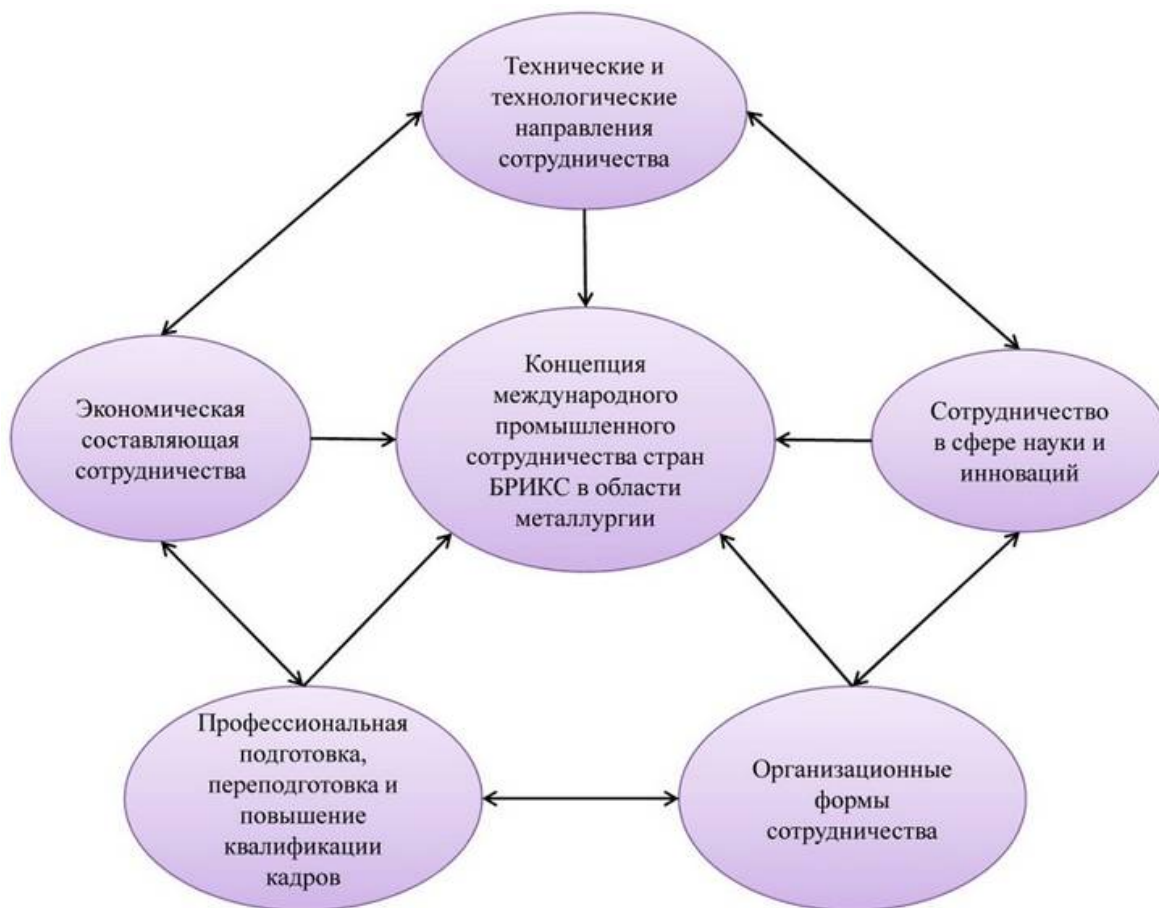 Технические и
технологические
направления
сотрудничества
Экономическая
составляющая
сотрудничества
Концепция
международного
промышленного
сотрудничества стран
БРИКС в области
металлургии
Сотрудничество
в сфере науки и
инноваций
Профессиональная
подготовка,
переподготовка и
повышение
квалификации
кадров
Организационные
формы
сотрудничества